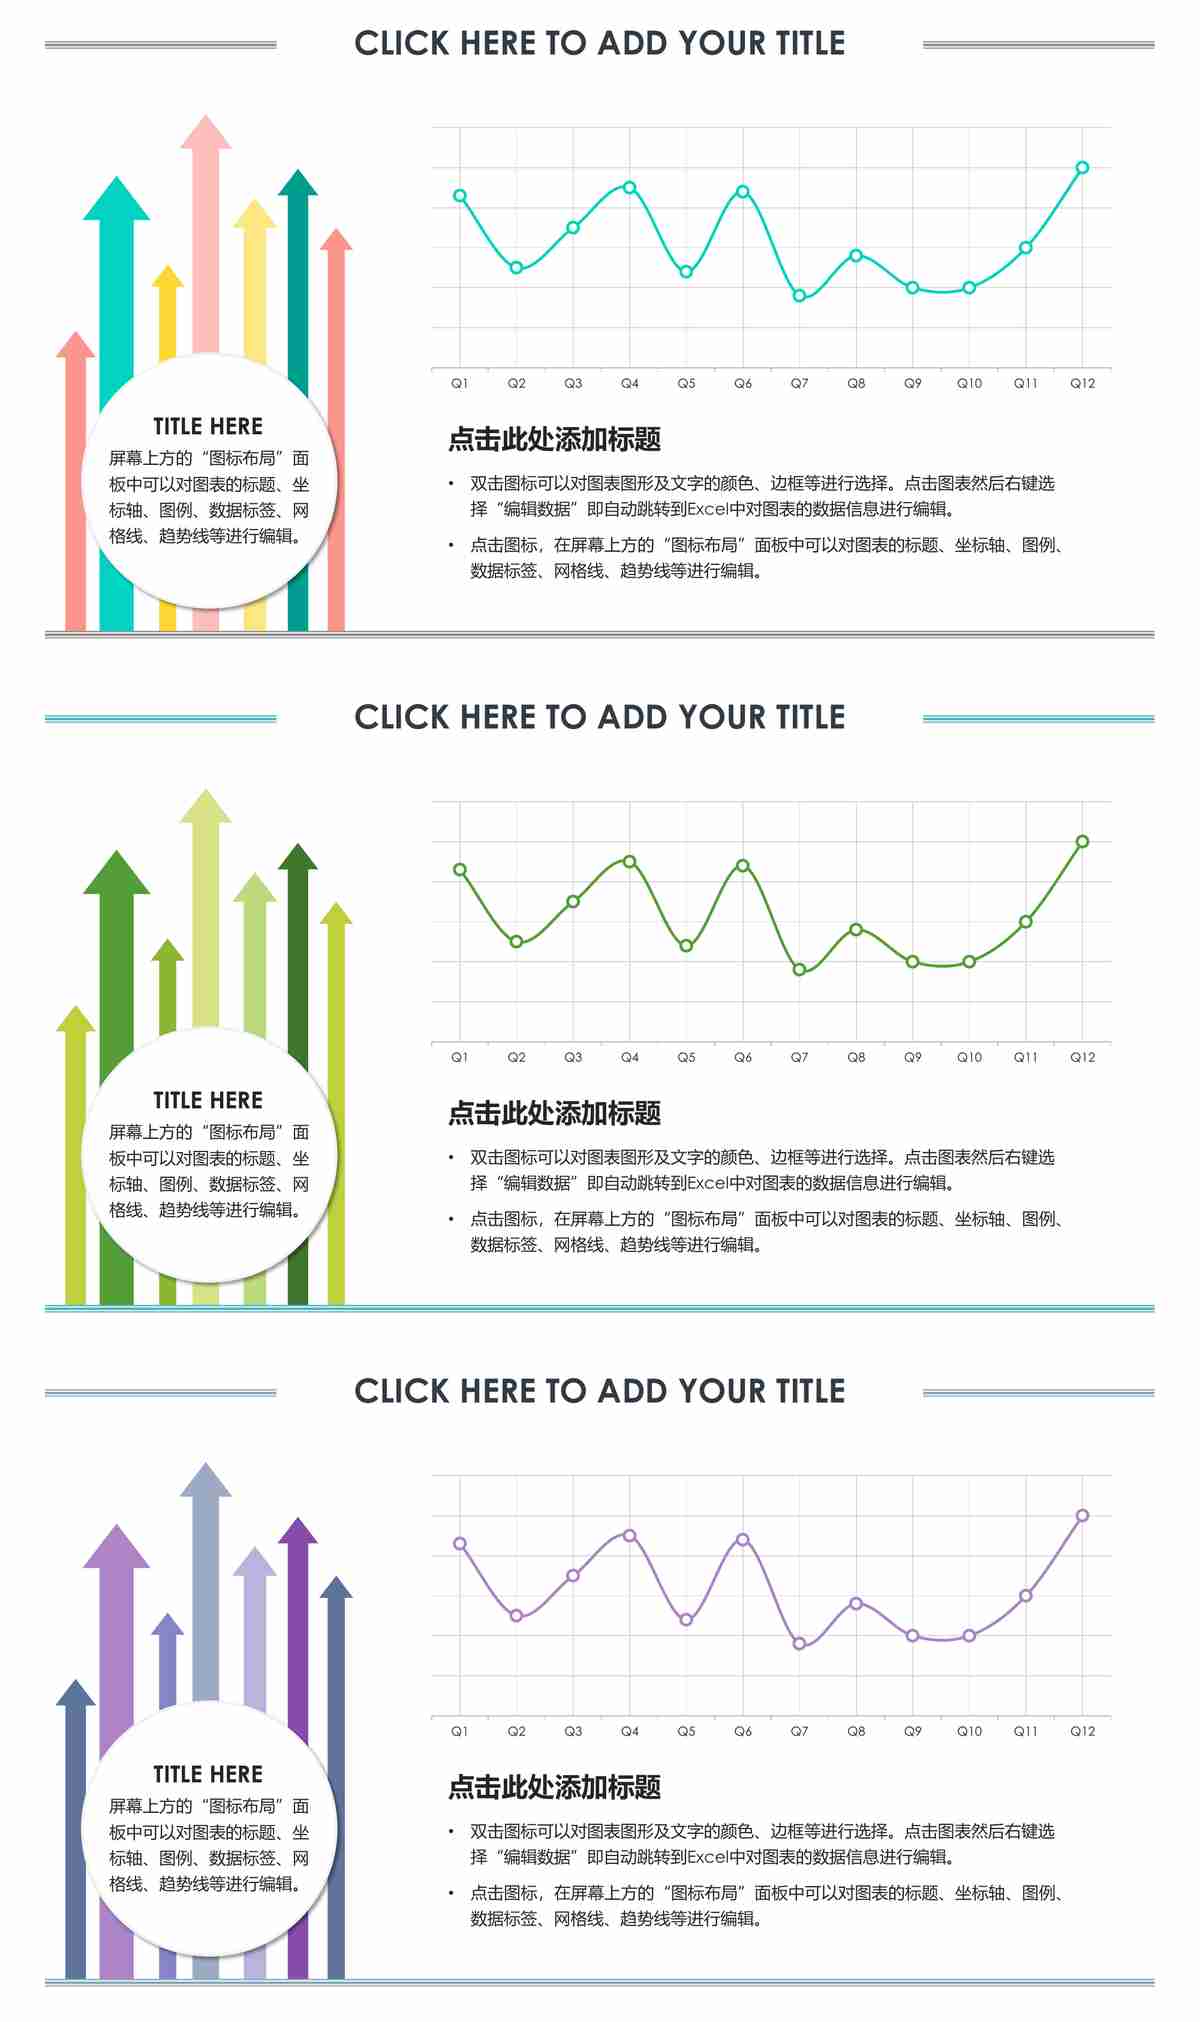 CLICK HERE TO ADD YOUR TITLE
Q1 Q2 Q3 Q4 Q5 Q6 Q7 Q8 Q9 Q10 Q11 Q12
TITLE HERE
屏幕上方的“图标布局”面
板中可以对图表的标题、坐
标轴、图例、数据标签、网
格线、趋势线等进行编辑。
点击此处添加标题
• 双击图标可以对图表图形及文字的颜色、边框等进行选择。点击图表然后右键选
择“编辑数据”即自动跳转到Excel中对图表的数据信息进行编辑。
• 点击图标，在屏幕上方的“图标布局”面板中可以对图表的标题、坐标轴、图例、
数据标签、网格线、趋势线等进行编辑。
CLICK HERE TO ADD YOUR TITLE
Q1 Q2 Q3 Q4 Q5 Q6 Q7 Q8 Q9 Q10 Q11 Q12
TITLE HERE
屏幕上方的“图标布局”面
板中可以对图表的标题、坐
标轴、图例、数据标签、网
格线、趋势线等进行编辑。
点击此处添加标题
• 双击图标可以对图表图形及文字的颜色、边框等进行选择。点击图表然后右键选
择“编辑数据”即自动跳转到Excel中对图表的数据信息进行编辑。
• 点击图标，在屏幕上方的“图标布局”面板中可以对图表的标题、坐标轴、图例、
数据标签、网格线、趋势线等进行编辑。
CLICK HERE TO ADD YOUR TITLE
Q1 Q2 Q3 Q4 Q5 Q6 Q7 Q8 Q9 Q10 Q11 Q12
TITLE HERE
屏幕上方的“图标布局”面
板中可以对图表的标题、坐
标轴、图例、数据标签、网
格线、趋势线等进行编辑。
点击此处添加标题
• 双击图标可以对图表图形及文字的颜色、边框等进行选择。点击图表然后右键选
择“编辑数据”即自动跳转到Excel中对图表的数据信息进行编辑。
• 点击图标，在屏幕上方的“图标布局”面板中可以对图表的标题、坐标轴、图例、
数据标签、网格线、趋势线等进行编辑。